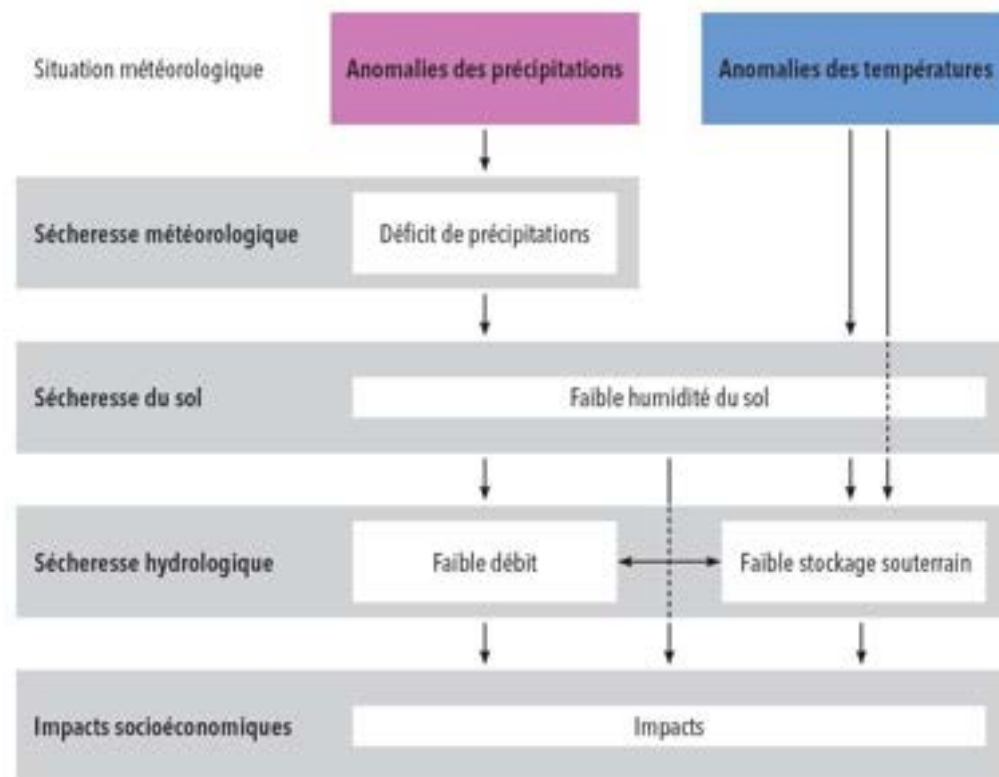 Situation météorologique
Anomalies des précipitations
Anomalies des températures
Sécheresse météorologique
Déficit de précipitations
Sécheresse du sol
Faible humidité du sol
Sécheresse hydrologique
Faible débit
Faible stockage souterrain
Impacts socioéconomiques
Impacts